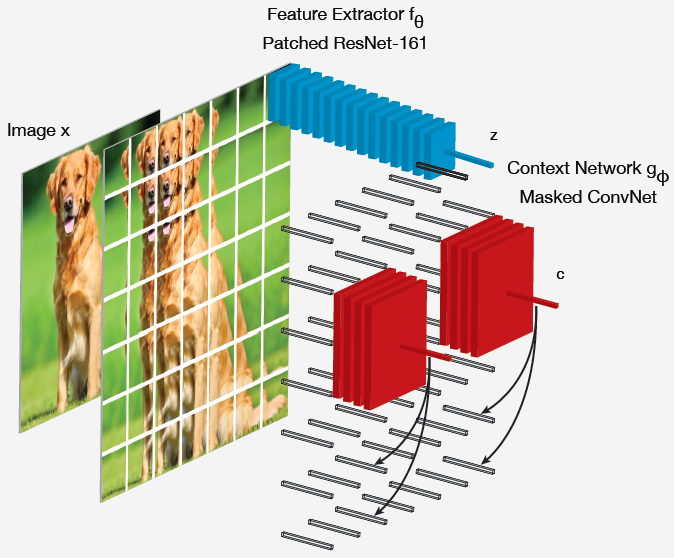 Feature Extractor fθ
Patched ResNet-161
Image x
z
Context Network gϕ
Masked ConvNet
c